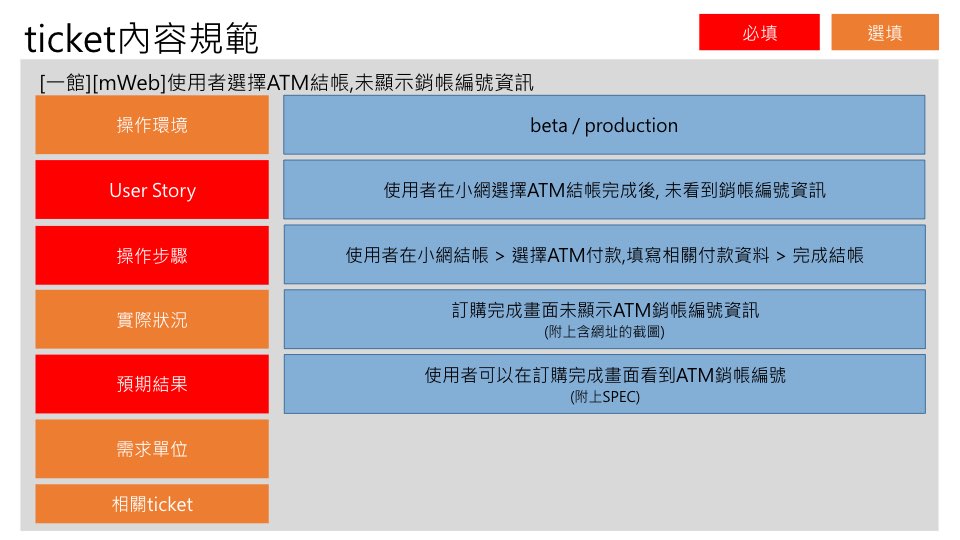 ticket內容規範
必填
選填
[一館][mWeb]使用者選擇ATM結帳,未顯示銷帳編號資訊
操作環境
beta / production
User Story
使用者在小網選擇ATM結帳完成後, 未看到銷帳編號資訊
操作步驟
使用者在小網結帳 > 選擇ATM付款,填寫相關付款資料 > 完成結帳
實際狀況
訂購完成畫面未顯示ATM銷帳編號資訊
(附上含網址的截圖)
預期結果
使用者可以在訂購完成畫面看到ATM銷帳編號
(附上SPEC)
需求單位
相關ticket